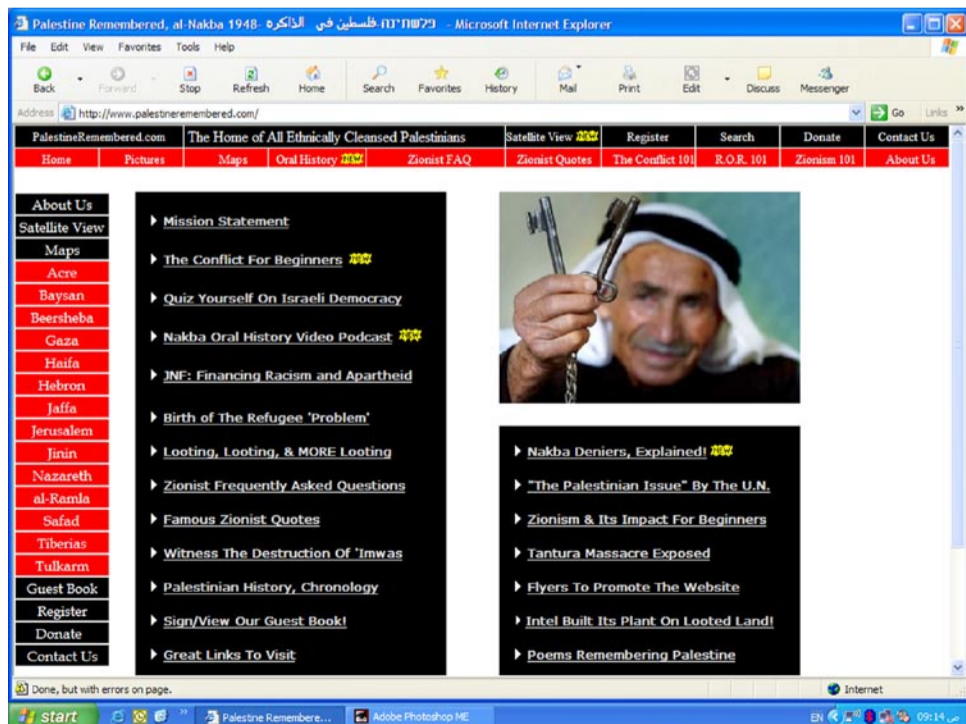 Palestine Remembered, al-Nakba 1948- פלשתינה-فلسطين في الذاكره - Microsoft Internet Explorer
File Edit View Favorites Tools Help
Back Forward Stop Refresh Home Search Favorites History Mail Print Edit Discuss Messenger
Address http://www.palestineremembered.com/ Go Links »
PalestineRemembered.com The Home of All Ethnically Cleansed Palestinians Satellite View NEW Register Search Donate Contact Us
Home Pictures Maps Oral History NEW Zionist FAQ Zionist Quotes The Conflict 101 R.O.R. 101 Zionism 101 About Us
About Us
Satellite View
Maps
Acre
Baysan
Beersheba
Gaza
Haifa
Hebron
Jaffa
Jerusalem
Jinin
Nazareth
al-Ramla
Safad
Tiberias
Tulkarm
Guest Book
Register
Donate
Contact Us
Mission Statement
The Conflict For Beginners NEW
Quiz Yourself On Israeli Democracy
Nakba Oral History Video Podcast NEW
JNF: Financing Racism and Apartheid
Birth of The Refugee 'Problem'
Looting, Looting, & MORE Looting
Zionist Frequently Asked Questions
Famous Zionist Quotes
Witness The Destruction Of 'Imwas
Palestinian History, Chronology
Sign/View Our Guest Book!
Great Links To Visit
Nakba Deniers, Explained! NEW
"The Palestinian Issue" By The U.N.
Zionism & Its Impact For Beginners
Tantura Massacre Exposed
Flyers To Promote The Website
Intel Built Its Plant On Looted Land!
Poems Remembering Palestine
Done, but with errors on page. Internet
start » Palestine Remembere... Adobe Photoshop ME EN 09:14 ص